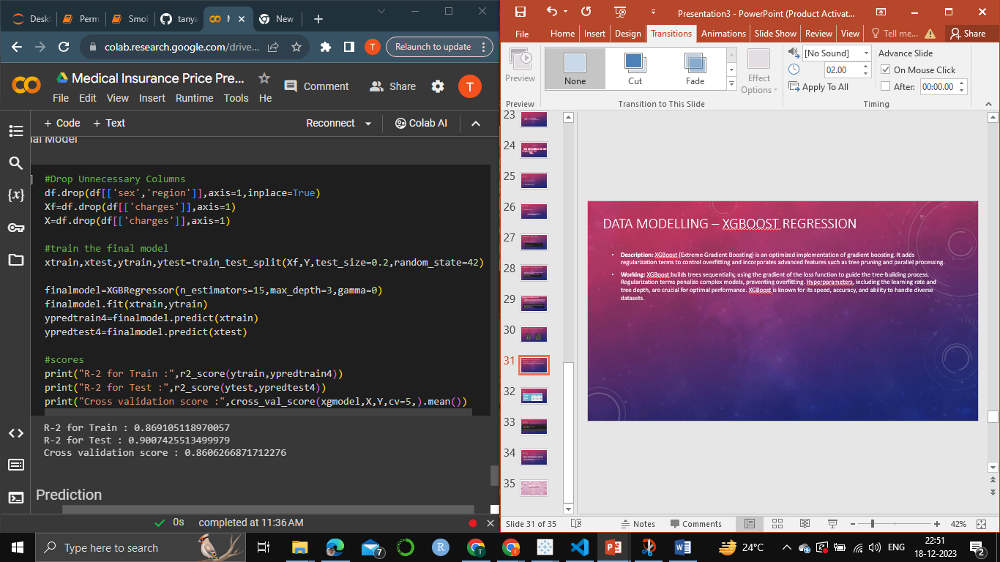 Deskt
Perm
Smok
tanya
M
New
colab.research.google.com/drive...
T
Relaunch to update
CO
Medical Insurance Price Pre...
Comment
Share
T
File Edit View Insert Runtime Tools He
+ Code + Text
Reconnect
Colab AI
al Model
]
#Drop Unnecessary Columns
df.drop(df[['sex','region']],axis=1,inplace=True)
Xf=df.drop(df[['charges']],axis=1)
X=df.drop(df[['charges']],axis=1)
#train the final model
xtrain,xtest,ytrain,ytest=train_test_split(Xf,Y,test_size=0.2,random_state=42)
finalmodel=XGBRegressor(n_estimators=15,max_depth=3,gamma=0)
finalmodel.fit(xtrain,ytrain)
ypredtrain4=finalmodel.predict(xtrain)
ypredtest4=finalmodel.predict(xtest)
#scores
print("R-2 for Train :",r2_score(ytrain,ypredtrain4))
print("R-2 for Test :",r2_score(ytest,ypredtest4))
print("Cross validation score :",cross_val_score(xgmodel,X,Y,cv=5,).mean())
R-2 for Train : 0.869105118970057
R-2 for Test : 0.9007425513499979
Cross validation score : 0.8606266871712276
Prediction
0s completed at 11:36 AM
Presentation3 - PowerPoint (Product Activat...
File Home Insert Design Transitions Animations Slide Show Review View Tell me... Share
Preview
None
Cut
Fade
Effect
Options
[No Sound]
02.00
Apply To All
Advance Slide
On Mouse Click
After: 00:00.00
Preview
Transition to This Slide
Timing
23
24
25
26
27
28
29
30
31
32
33
34
35
DATA MODELLING – XGBOOST REGRESSION
• Description: XGBoost (Extreme Gradient Boosting) is an optimized implementation of gradient boosting. It adds
regularization terms to control overfitting and incorporates advanced features such as tree pruning and parallel processing.
• Working: XGBoost builds trees sequentially, using the gradient of the loss function to guide the tree-building process.
Regularization terms penalize complex models, preventing overfitting. Hyperparameters, including the learning rate and
tree depth, are crucial for optimal performance. XGBoost is known for its speed, accuracy, and ability to handle diverse
datasets.
Slide 31 of 35
Notes
Comments
42%
Type here to search
7
24°C
ENG
22:51
18-12-2023
2